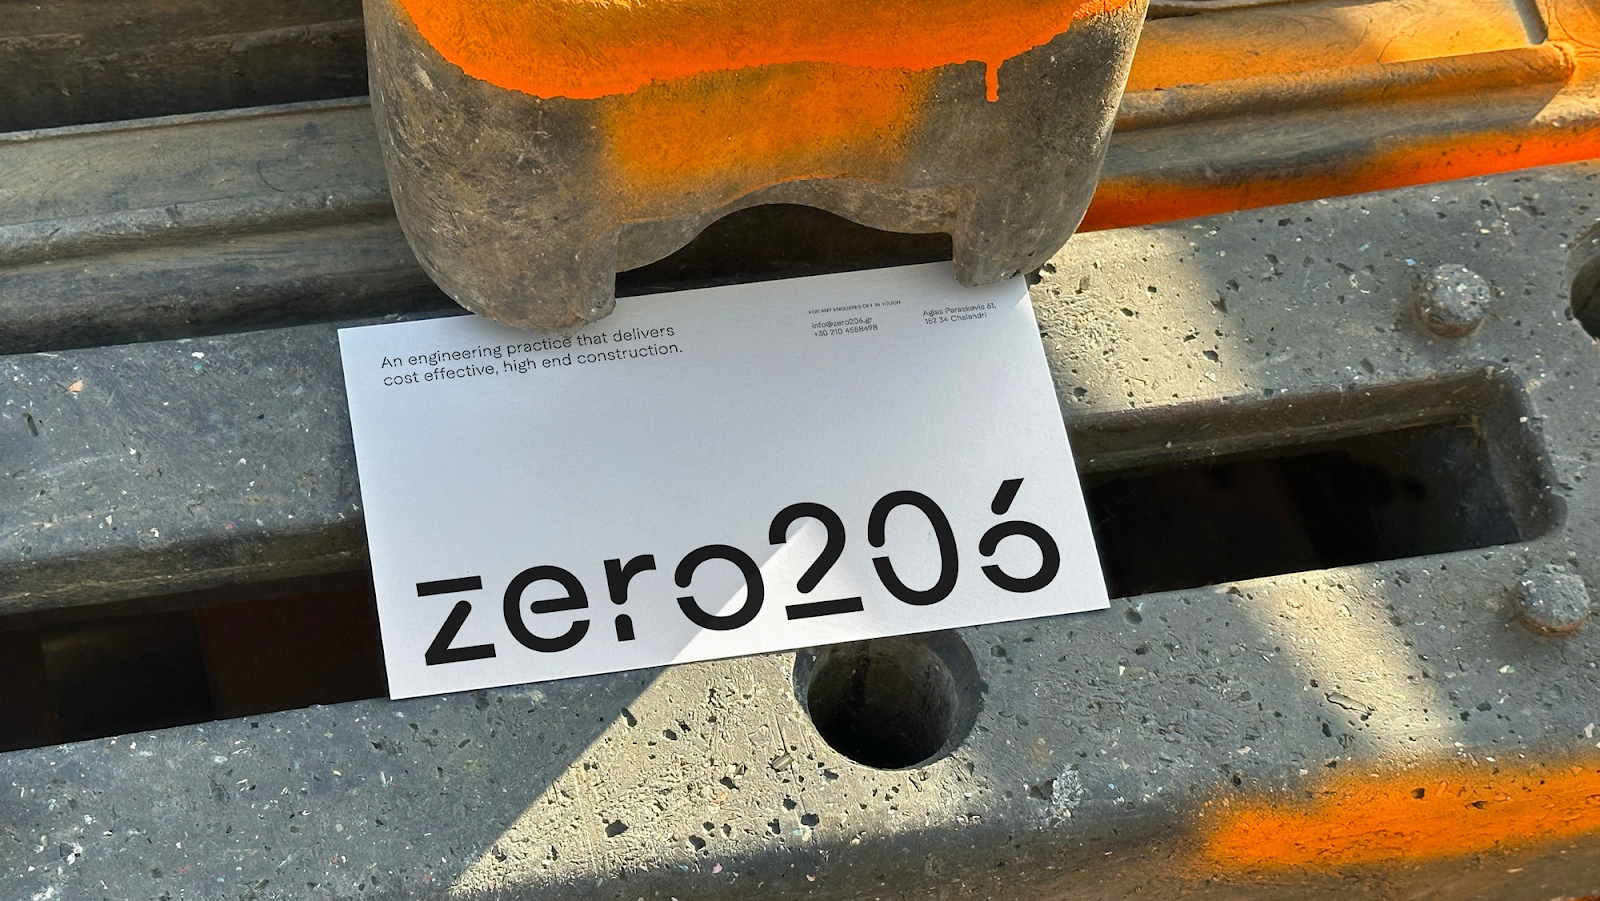 An engineering practice that delivers
cost effective, high end construction.
FOR ANY ENQUIRIES GET IN TOUCH
info@zero206.gr
+30 210 4558498
Agias Paraskevis 61,
152 34 Chalandri
zero206